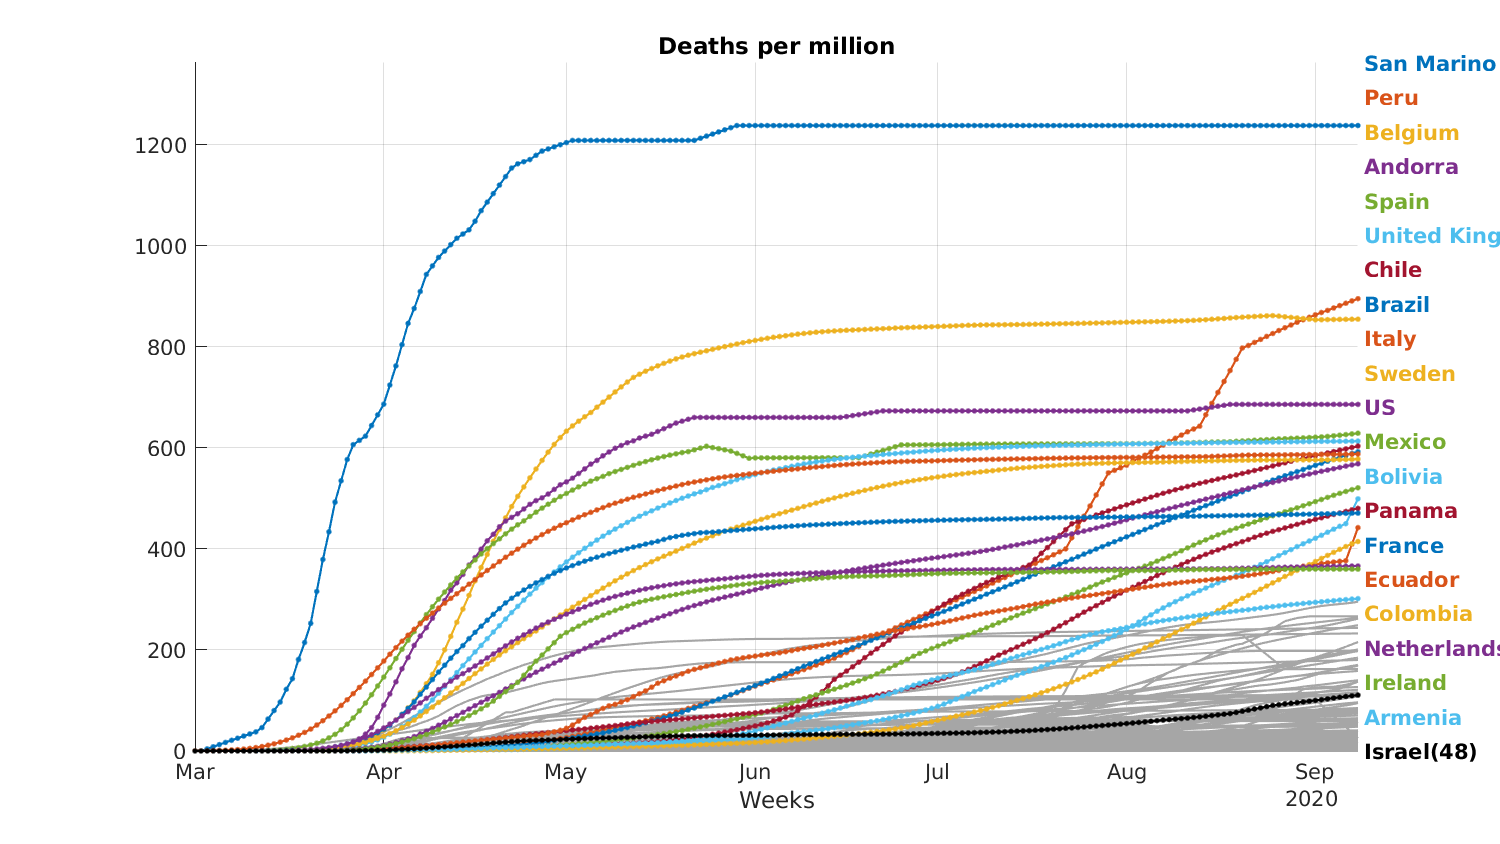 Deaths per million
San Marino
Peru
Belgium
Andorra
Spain
United King
Chile
Brazil
Italy
Sweden
US
Mexico
Bolivia
Panama
France
Ecuador
Colombia
Netherlands
Ireland
Armenia
Israel(48)
1200
1000
800
600
400
200
0
Mar Apr May Jun Jul Aug Sep
2020
Weeks